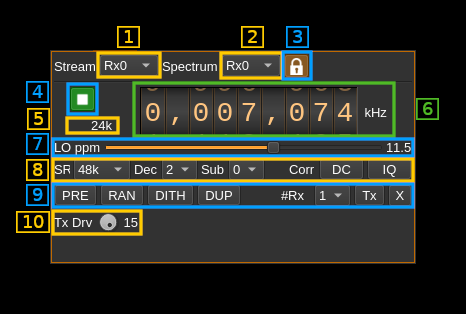 1 2 3
Stream Rx0 Spectrum Rx0
4
0,007,074 kHz 6
5 24k
7 LO ppm 11.5
8 SR 48k Dec 2 Sub 0 Corr DC IQ
9 PRE RAN DITH DUP #Rx 1 Tx X
10 Tx Drv 15